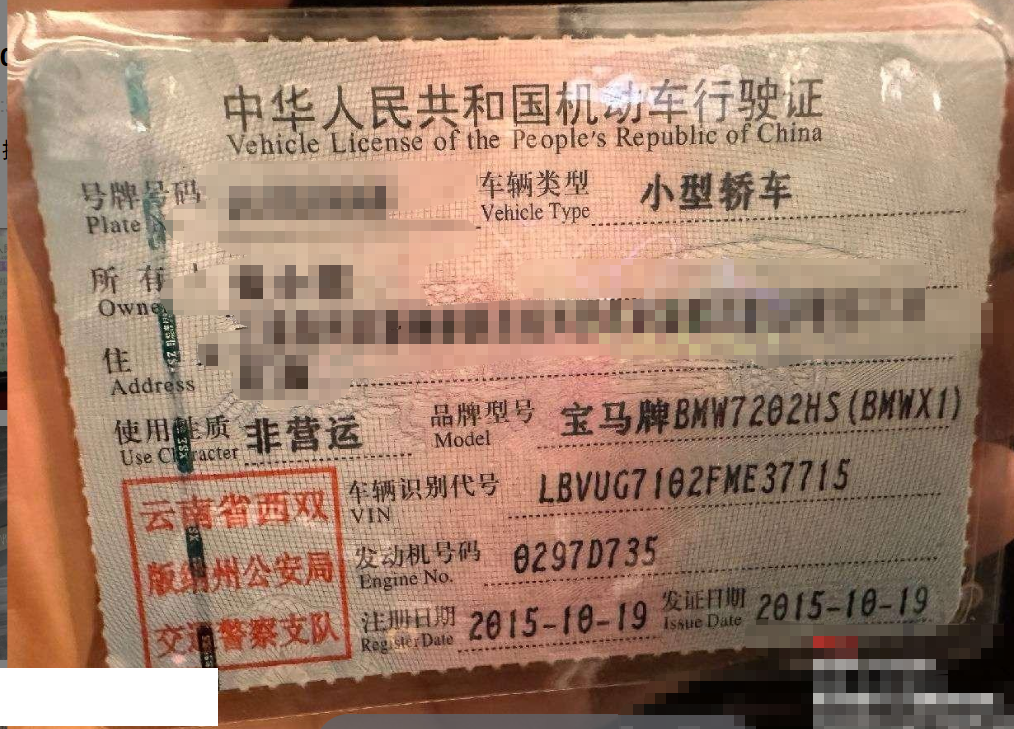 中华人民共和国机动车行驶证
Vehicle License of the People's Republic of China
号牌号码 车辆类型 小型轿车
Plate Vehicle Type
所有
Owner
住
Address
使用性质 非营运 品牌型号 宝马牌BMW7202HS(BMWX1)
Use Character Model
车辆识别代号 LBVUG7102FME37715
VIN
云南省西双
版纳州公安局
交通警察支队
发动机号码 0297D735
Engine No.
注册日期 2015-10-19 发证日期 2015-10-19
Register Date Issue Date